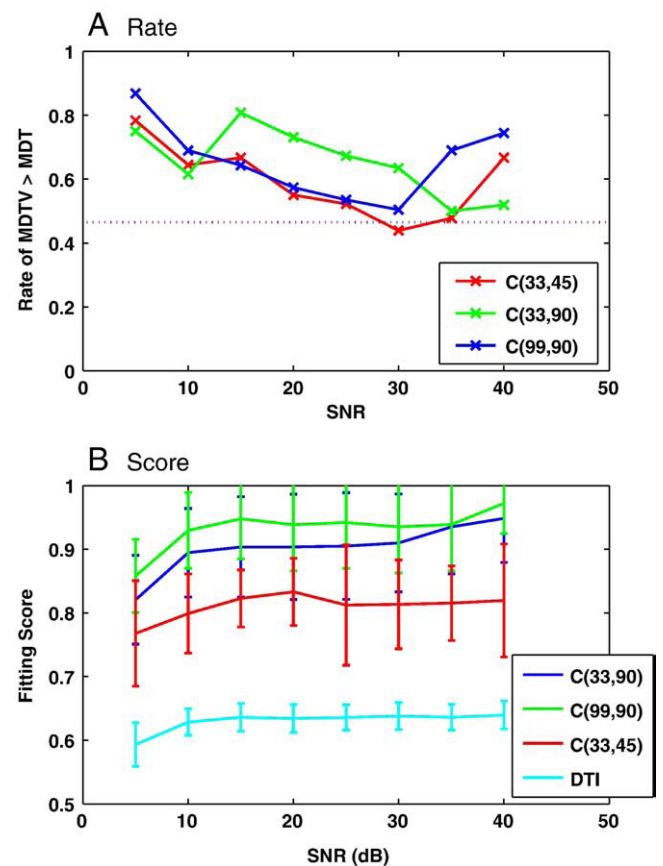 A Rate
Rate of MDTV > MDT
1
0.8
0.6
0.4
0.2
0
0 10 20 30 40 50
SNR
C(33,45)
C(33,90)
C(99,90)
B Score
Fitting Score
1
0.9
0.8
0.7
0.6
0.5
0 10 20 30 40 50
SNR (dB)
C(33,90)
C(99,90)
C(33,45)
DTI